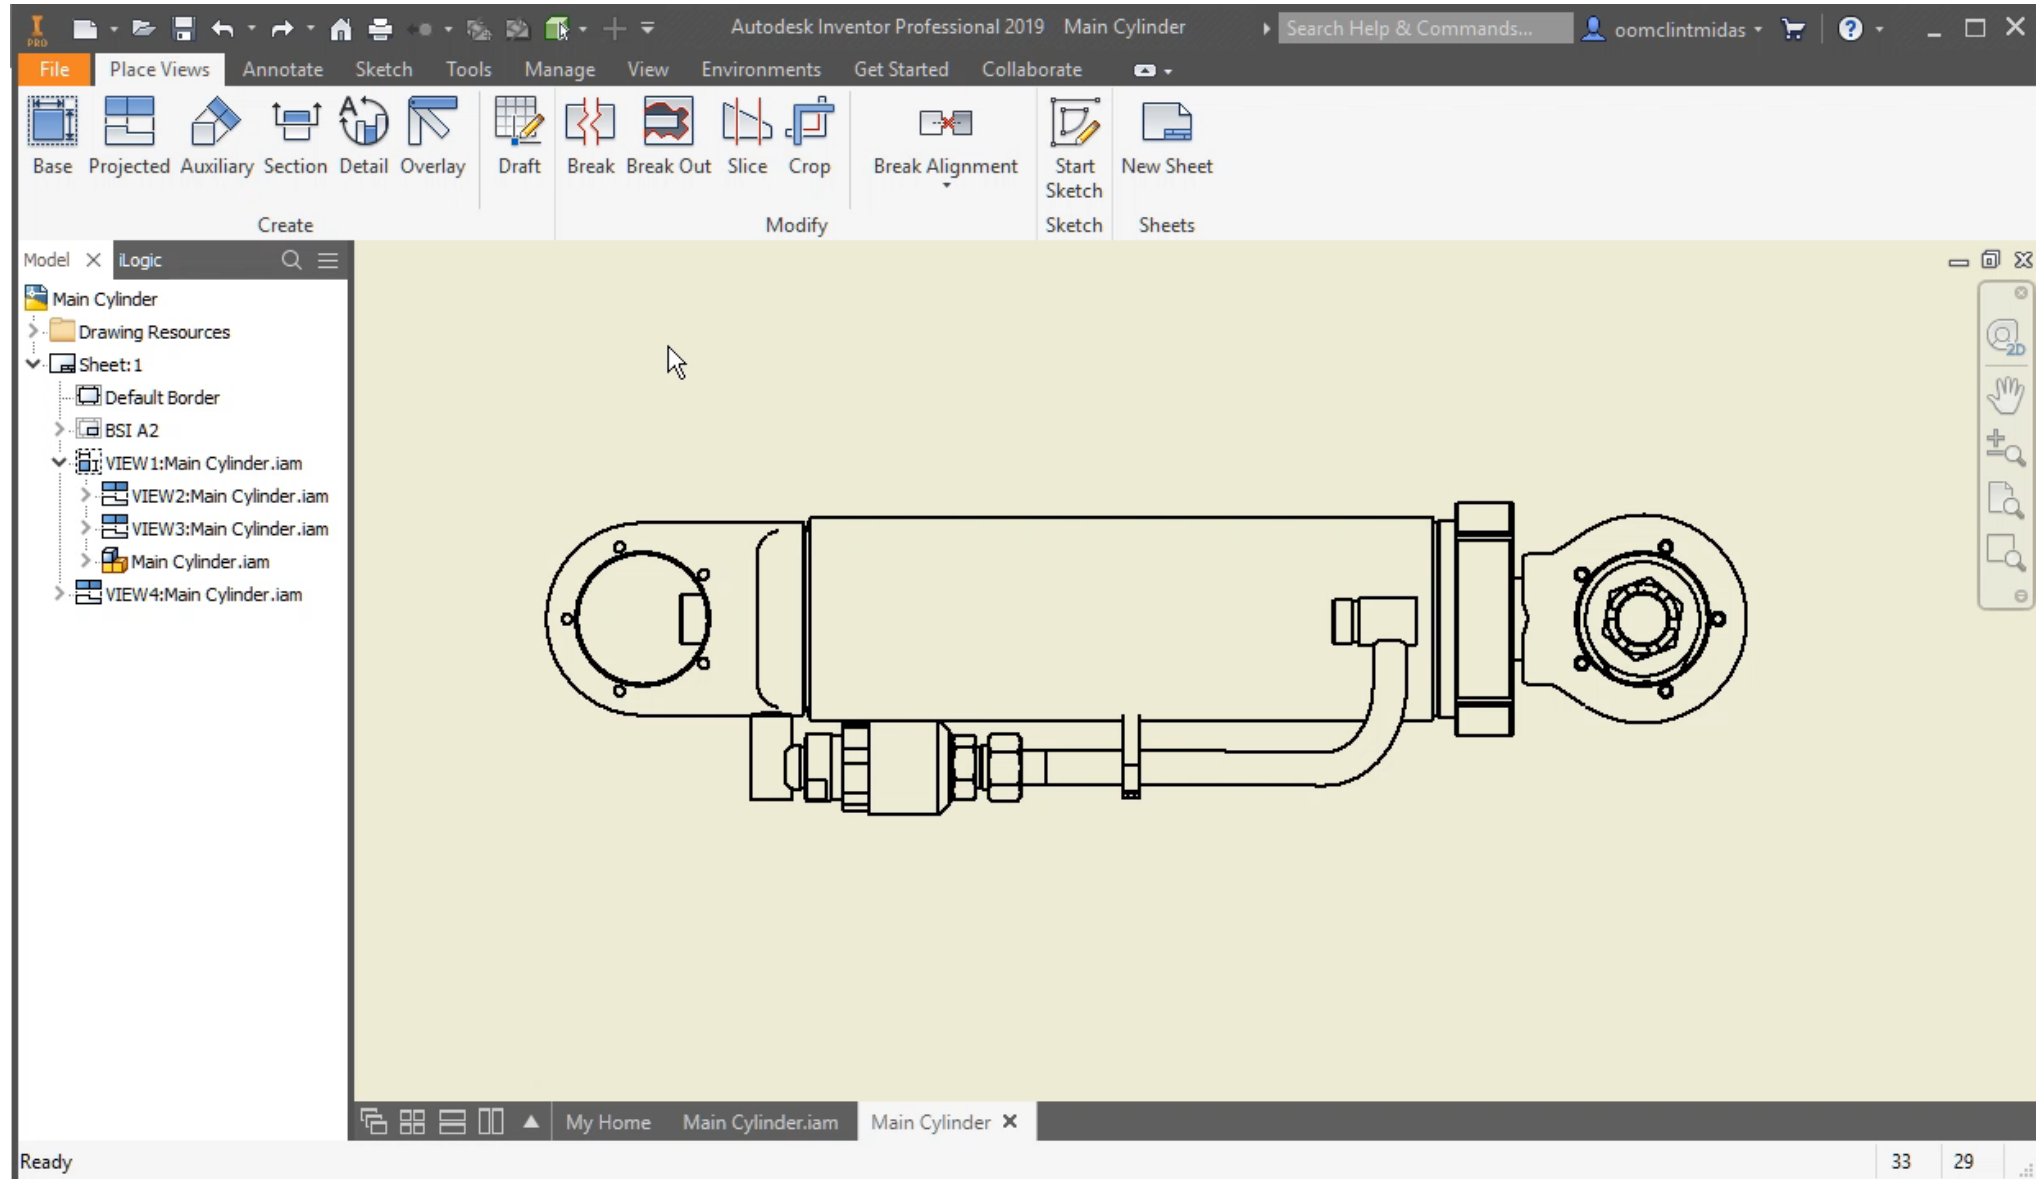 PRO
Autodesk Inventor Professional 2019 Main Cylinder
Search Help & Commands...
oomclintmidas
File Place Views Annotate Sketch Tools Manage View Environments Get Started Collaborate
Base Projected Auxiliary Section Detail Overlay Draft Break Break Out Slice Crop Break Alignment Start Sketch New Sheet
Create Modify Sketch Sheets
Model iLogic
Main Cylinder
Drawing Resources
Sheet:1
Default Border
BSI A2
VIEW1:Main Cylinder.iam
VIEW2:Main Cylinder.iam
VIEW3:Main Cylinder.iam
Main Cylinder.iam
VIEW4:Main Cylinder.iam
2D
My Home Main Cylinder.iam Main Cylinder
Ready 33 29